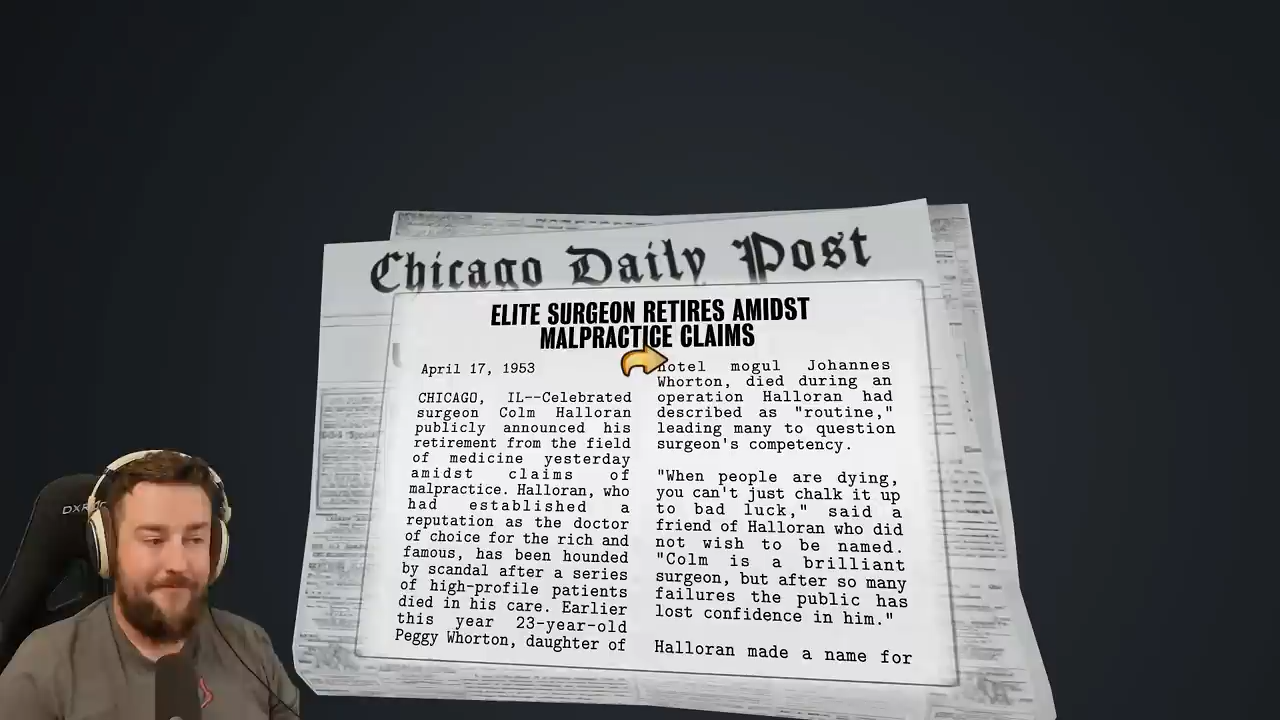 Chicago Daily Post
ELITE SURGEON RETIRES AMIDST
MALPRACTICE CLAIMS
April 17, 1953
CHICAGO, IL--Celebrated
surgeon Colm Halloran
publicly announced his
retirement from the field
of medicine yesterday
amidst claims of
malpractice. Halloran, who
had established a
reputation as the doctor
of choice for the rich and
famous, has been hounded
by scandal after a series
of high-profile patients
died in his care. Earlier
this year 23-year-old
Peggy Whorton, daughter of
hotel mogul Johannes
Whorton, died during an
operation Halloran had
described as "routine,"
leading many to question
surgeon's competency.
"When people are dying,
you can't just chalk it up
to bad luck," said a
friend of Halloran who did
not wish to be named.
"Colm is a brilliant
surgeon, but after so many
failures the public has
lost confidence in him."
Halloran made a name for